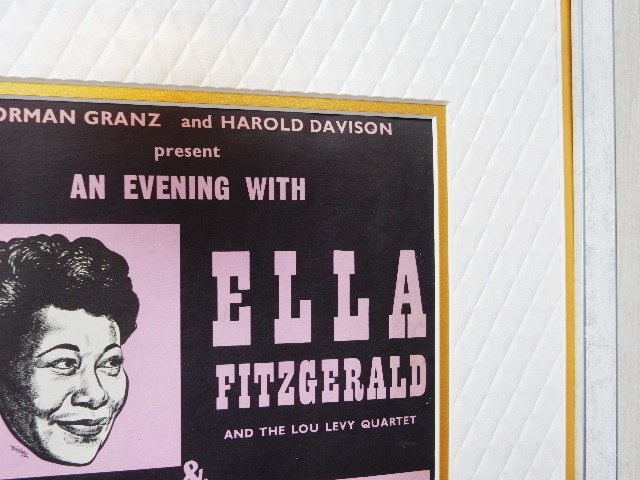 ORMAN GRANZ and HAROLD DAVISON
present
AN EVENING WITH
ELLA
FITZGERALD
AND THE LOU LEVY QUARTET
&